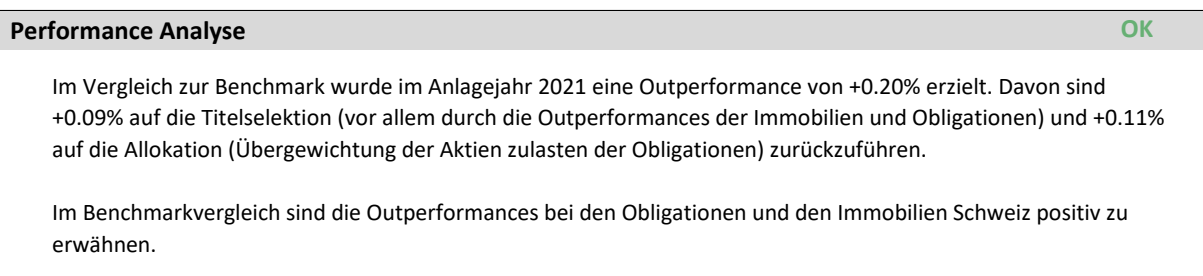 Performance Analyse OK
Im Vergleich zur Benchmark wurde im Anlagejahr 2021 eine Outperformance von +0.20% erzielt. Davon sind
+0.09% auf die Titelselektion (vor allem durch die Outperformances der Immobilien und Obligationen) und +0.11%
auf die Allokation (Übergewichtung der Aktien zulasten der Obligationen) zurückzuführen.
Im Benchmarkvergleich sind die Outperformances bei den Obligationen und den Immobilien Schweiz positiv zu
erwähnen.